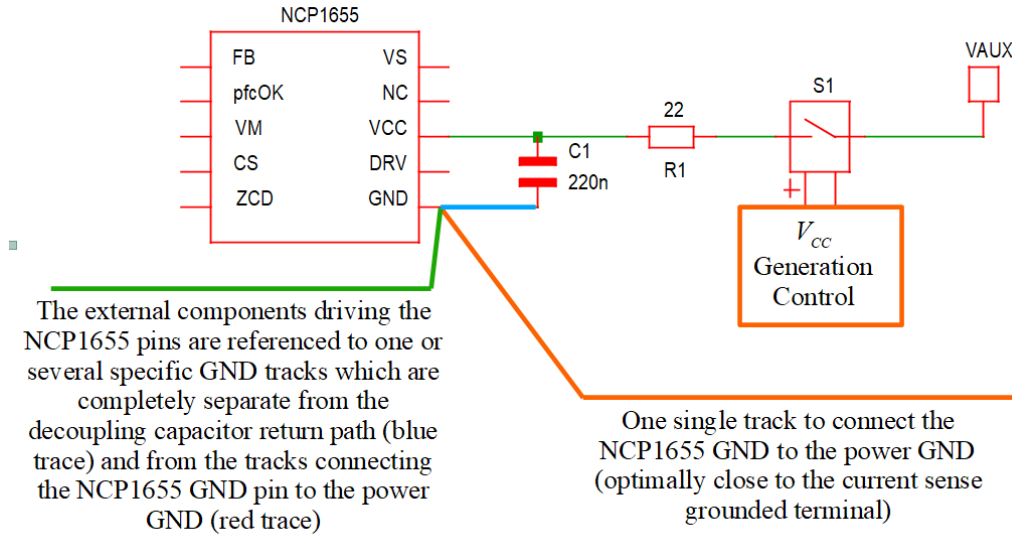 NCP1655
FB
VS
pfcOK
NC
VM
VCC
CS
DRV
ZCD
GND
C1
220n
22
R1
S1
VAUX
+
VCC
Generation
Control
The external components driving the
NCP1655 pins are referenced to one or
several specific GND tracks which are
completely separate from the
decoupling capacitor return path (blue
trace) and from the tracks connecting
the NCP1655 GND pin to the power
GND (red trace)
One single track to connect the
NCP1655 GND to the power GND
(optimally close to the current sense
grounded terminal)